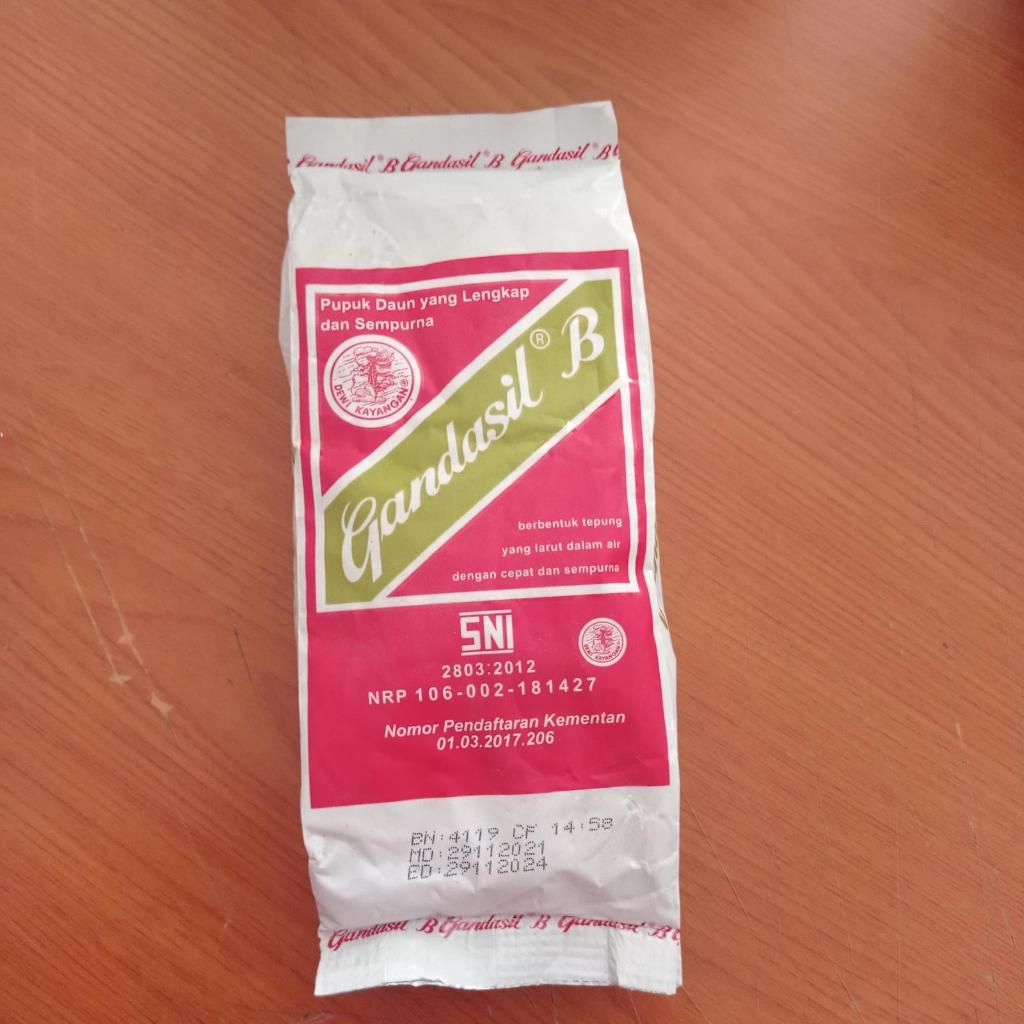 Gandasil® B Gandasil® B Gandasil® B G
Pupuk Daun yang Lengkap
dan Sempurna
DEWI KAYANGAN®
Gandasil® B
berbentuk tepung
yang larut dalam air
dengan cepat dan sempurna
SNI
DEWI KAYANGAN
2803:2012
NRP 106-002-181427
Nomor Pendaftaran Kementan
01.03.2017.206
BN:4119 CF 14:58
MD:29112021
ED:29112024
Gandasil B Gandasil® B Gandasil® B G